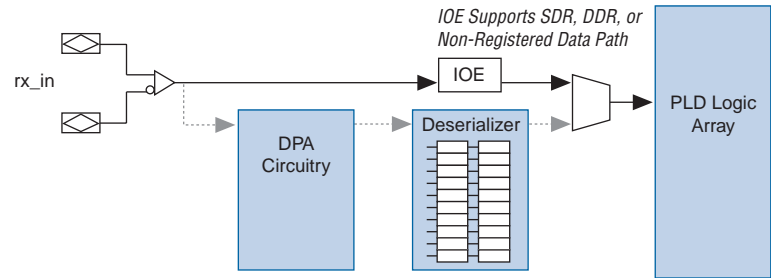 IOE Supports SDR, DDR, or
Non-Registered Data Path
rx_in
IOE
PLD Logic
Array
DPA
Circuitry
Deserializer